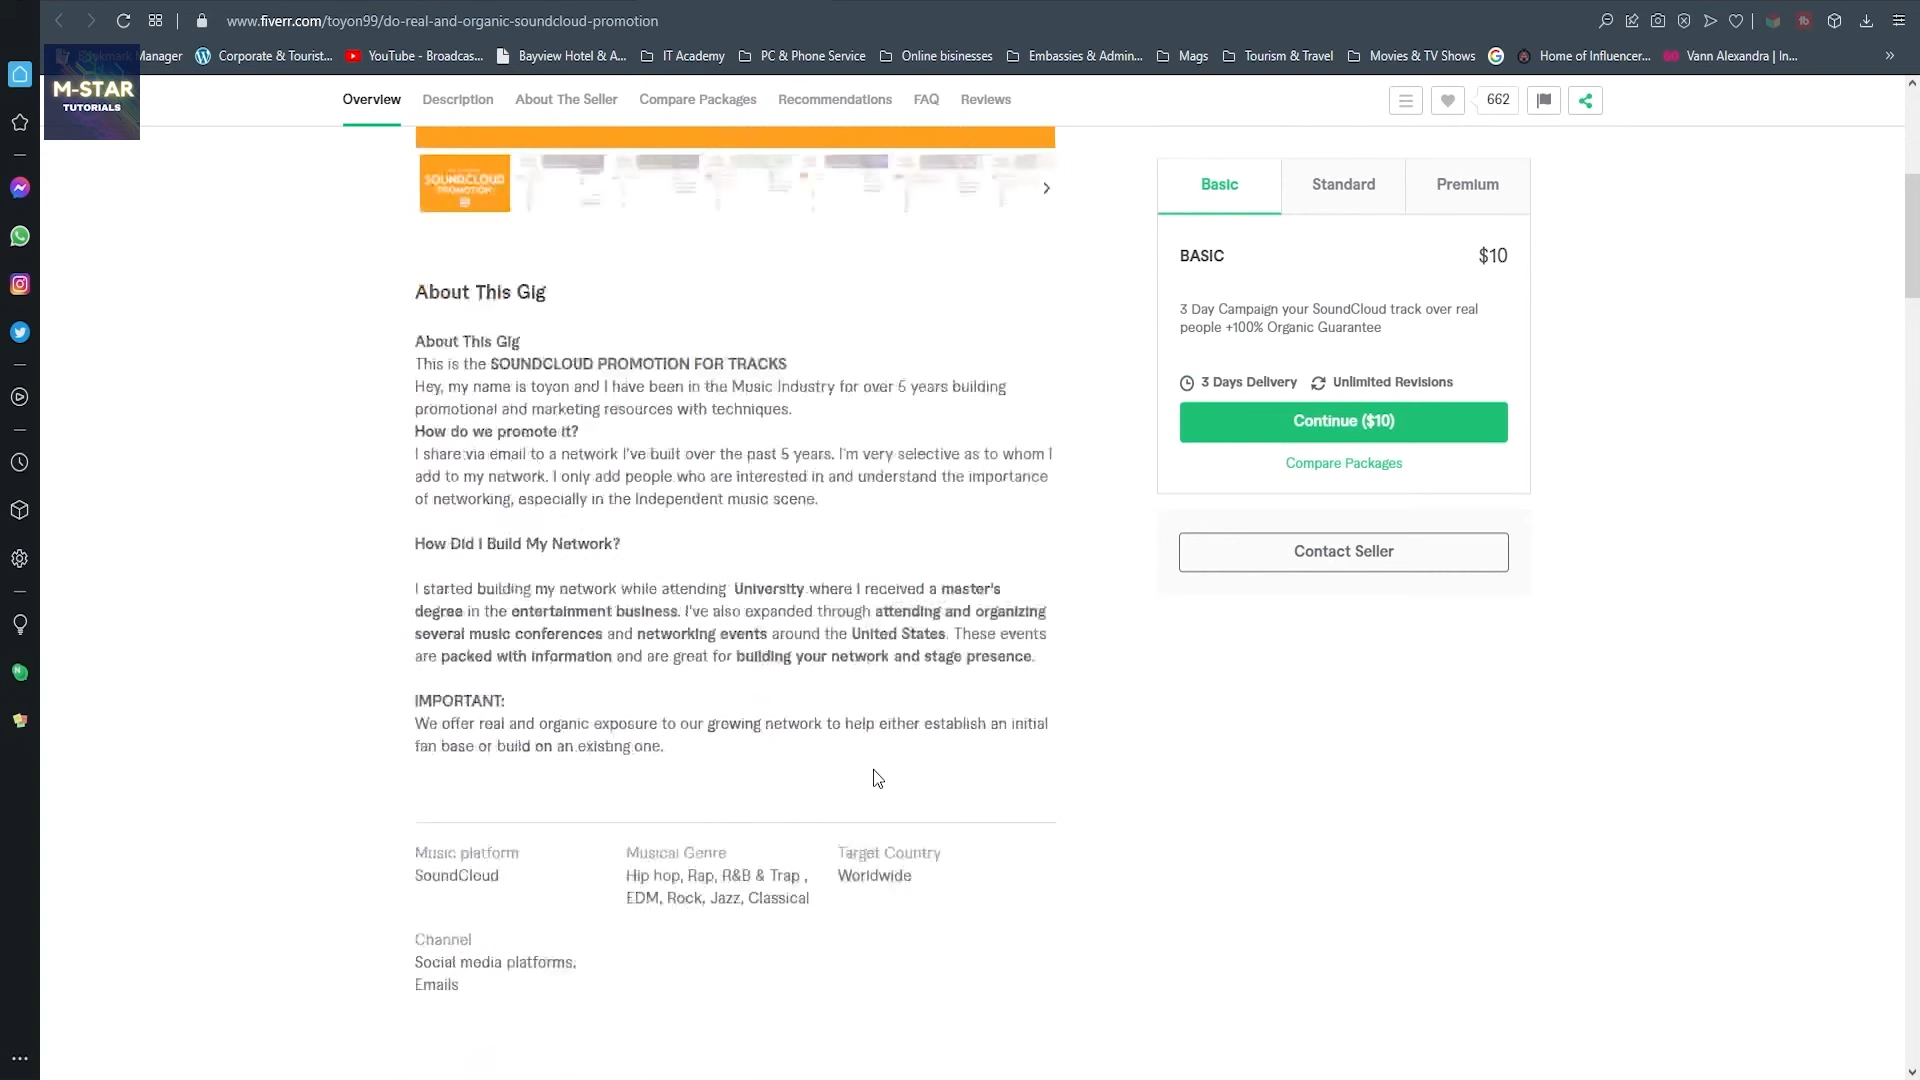 www.fiverr.com/toyon99/do-real-and-organic-soundcloud-promotion
Manager
Corporate & Tourist...
YouTube - Broadcas...
Bayview Hotel & A...
IT Academy
PC & Phone Service
Online bisinesses
Embassies & Admin...
Mags
Tourism & Travel
Movies & TV Shows
Home of Influencer...
Vann Alexandra | In...
M-STAR
TUTORIALS
Overview
Description
About The Seller
Compare Packages
Recommendations
FAQ
Reviews
662
SOUNDCLOUD
PROMOTION
About This Gig
About This Gig
This is the SOUNDCLOUD PROMOTION FOR TRACKS
Hey, my name is toyon and I have been in the Music Industry for over 5 years building
promotional and marketing resources with techniques.
How do we promote it?
I share via email to a network I've built over the past 5 years. I'm very selective as to whom I
add to my network. I only add people who are interested in and understand the importance
of networking, especially in the Independent music scene.
How Did I Build My Network?
I started building my network while attending University where I received a master's
degree in the entertainment business. I've also expanded through attending and organizing
several music conferences and networking events around the United States. These events
are packed with information and are great for building your network and stage presence.
IMPORTANT:
We offer real and organic exposure to our growing network to help either establish an initial
fan base or build on an existing one.
Music platform
SoundCloud
Musical Genre
Hip hop, Rap, R&B & Trap ,
EDM, Rock, Jazz, Classical
Target Country
Worldwide
Channel
Social media platforms,
Emails
Basic
Standard
Premium
BASIC
$10
3 Day Campaign your SoundCloud track over real
people +100% Organic Guarantee
3 Days Delivery
Unlimited Revisions
Continue ($10)
Compare Packages
Contact Seller